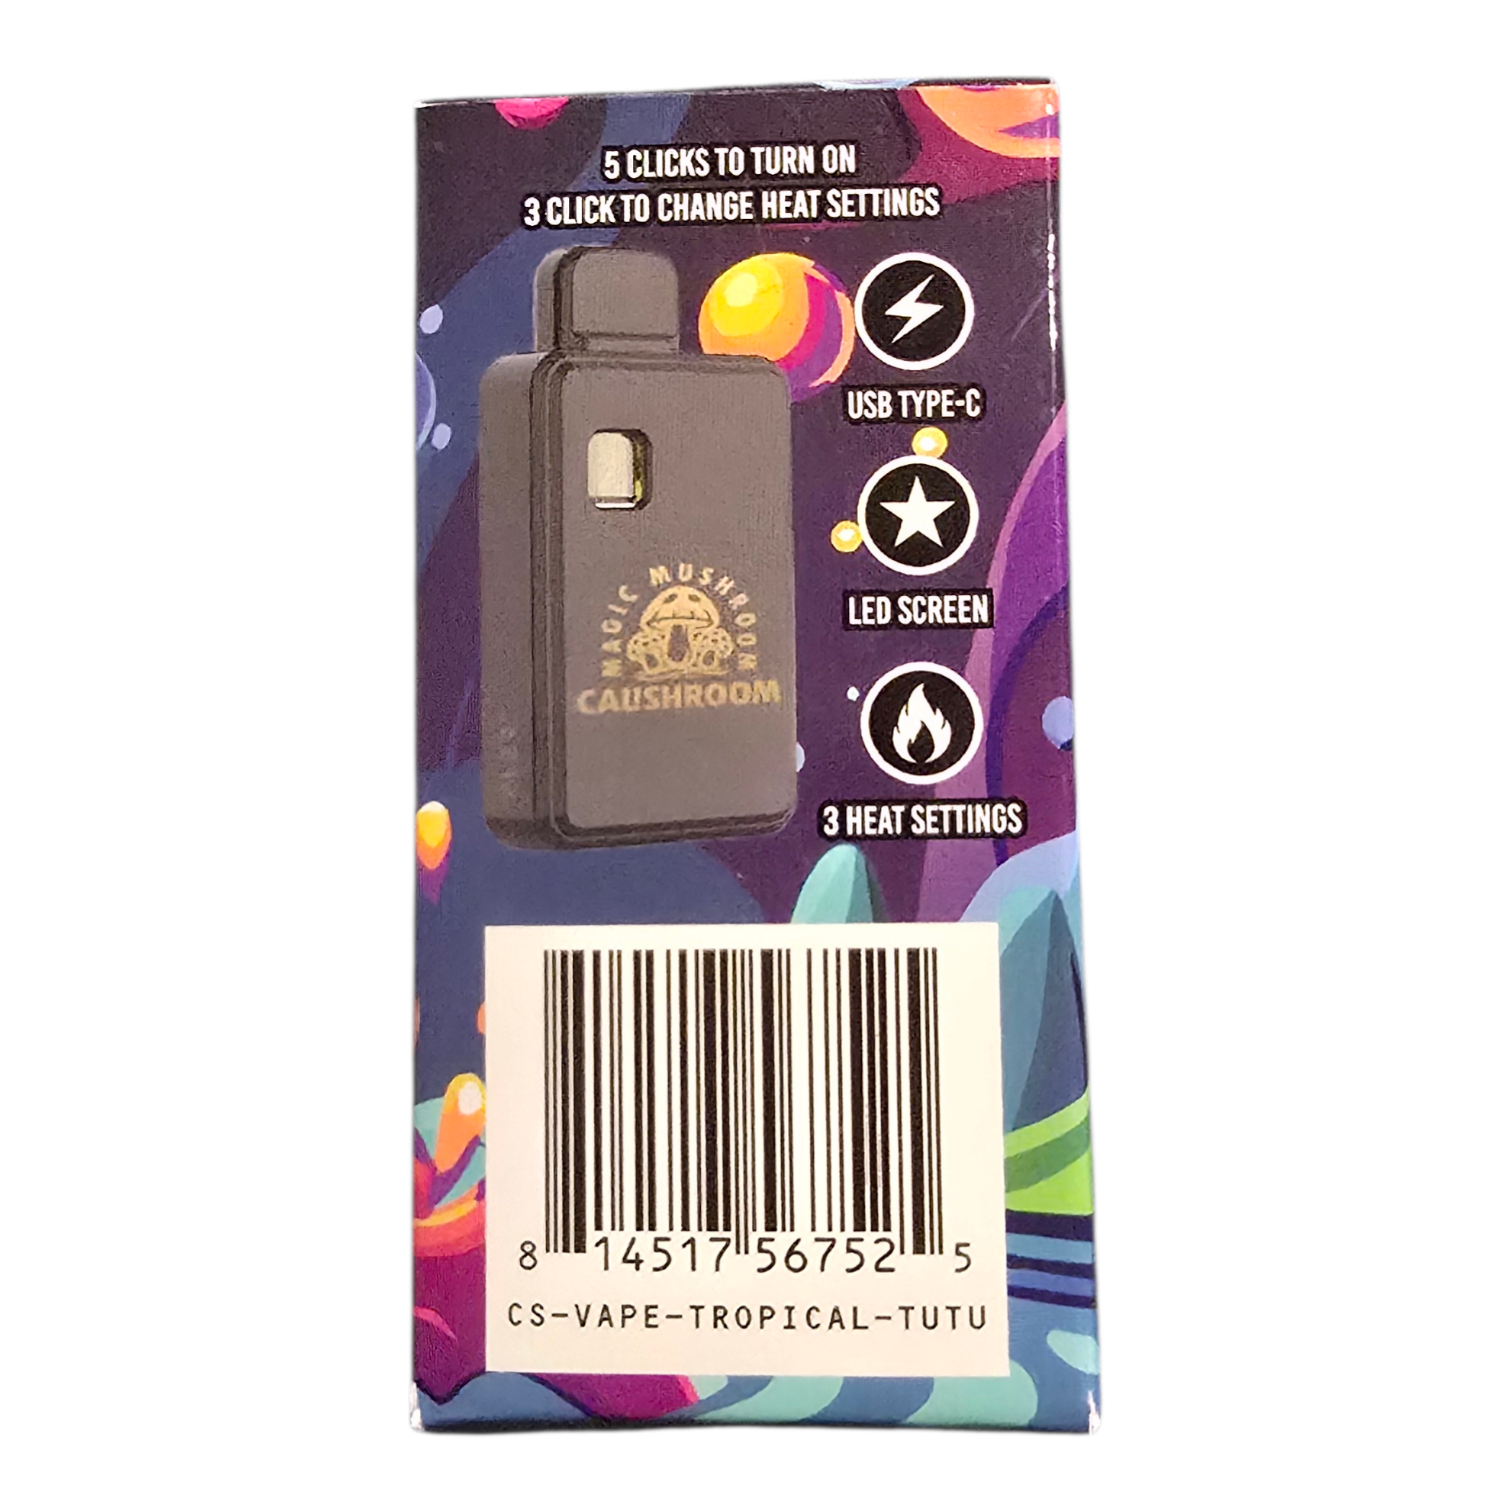 5 CLICKS TO TURN ON
3 CLICK TO CHANGE HEAT SETTINGS
USB TYPE-C
LED SCREEN
MAGIC MUSHROOM
CALISHROOM
3 HEAT SETTINGS
8 14517 56752 5
CS-VAPE-TROPICAL-TUTU